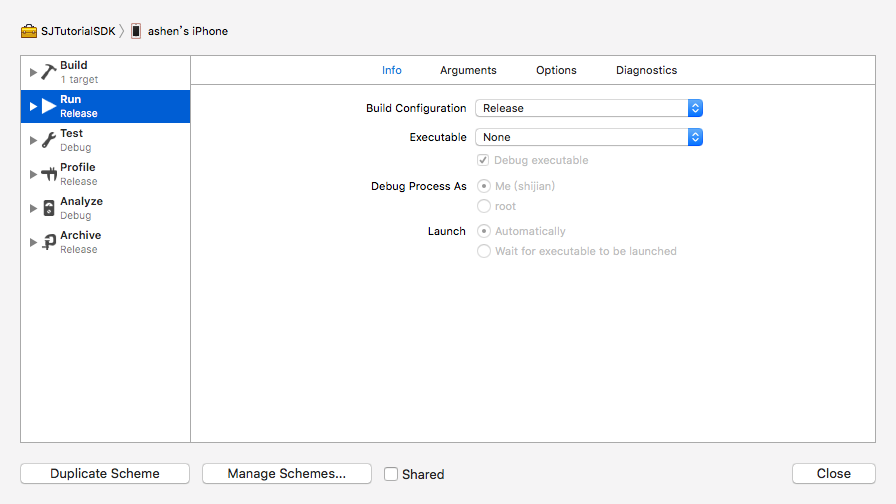 SJTutorialSDK 〉 ashen's iPhone
Build
1 target
Run
Release
Test
Debug
Profile
Release
Analyze
Debug
Archive
Release
Info Arguments Options Diagnostics
Build Configuration Release
Executable None
Debug executable
Debug Process As Me (shijian)
root
Launch Automatically
Wait for executable to be launched
Duplicate Scheme Manage Schemes... Shared Close